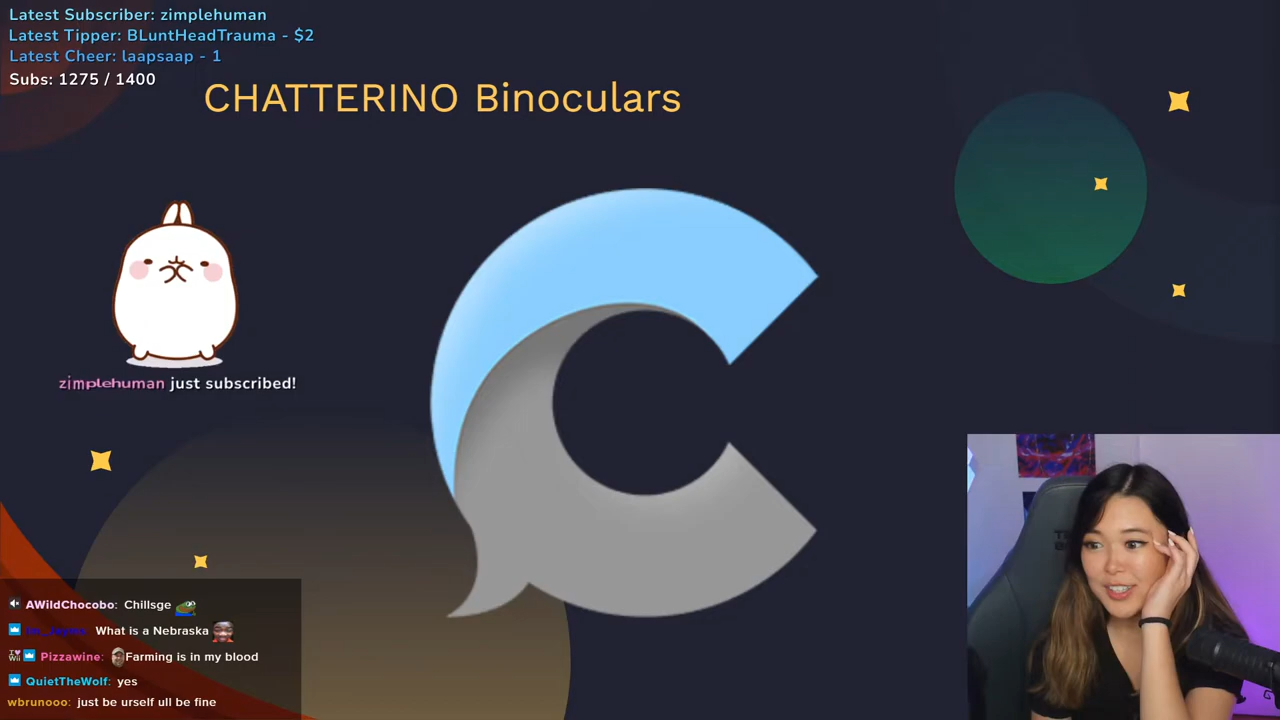 Latest Subscriber: zimplehuman
Latest Tipper: BLuntHeadTrauma - $2
Latest Cheer: laapsaap - 1
Subs: 1275 / 1400
CHATTERINO Binoculars
zimplehuman just subscribed!
AWildChocobo: Chillsge
What is a Nebraska
Pizzawine: Farming is in my blood
QuietTheWolf: yes
wbrunooo: just be urself ull be fine